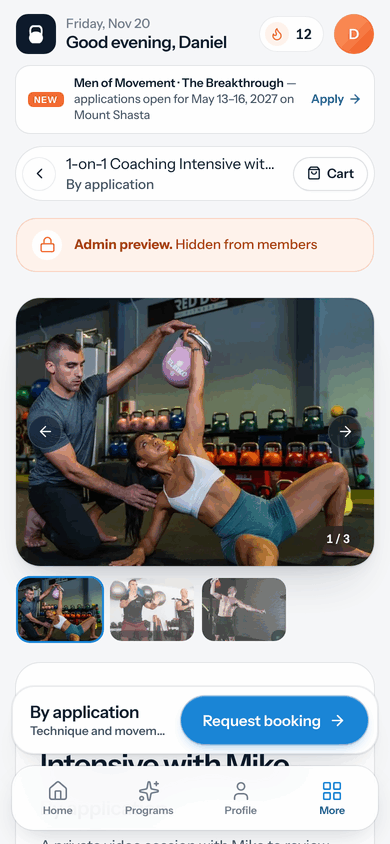 Friday, Nov 20
Good evening, Daniel
12
D
NEW
Men of Movement · The Breakthrough —
applications open for May 13–16, 2027 on
Mount Shasta
Apply
1-on-1 Coaching Intensive wit...
By application
Cart
Admin preview. Hidden from members
1 / 3
By application
Technique and movem...
Request booking
Intensive with Mike
Home
Programs
Profile
More
A private video session with Mike to review